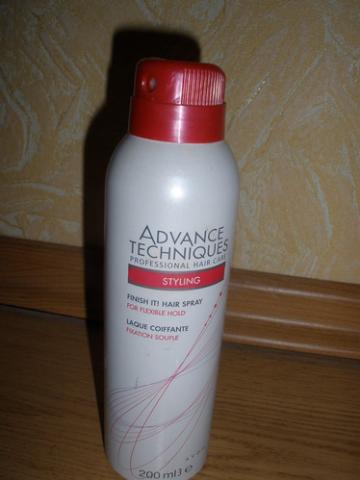 ADVANCE
TECHNIQUES
PROFESSIONAL HAIR CARE
STYLING
FINISH IT! HAIR SPRAY
FOR FLEXIBLE HOLD
LAQUE COIFFANTE
FIXATION SOUPLE
200 ml ℮